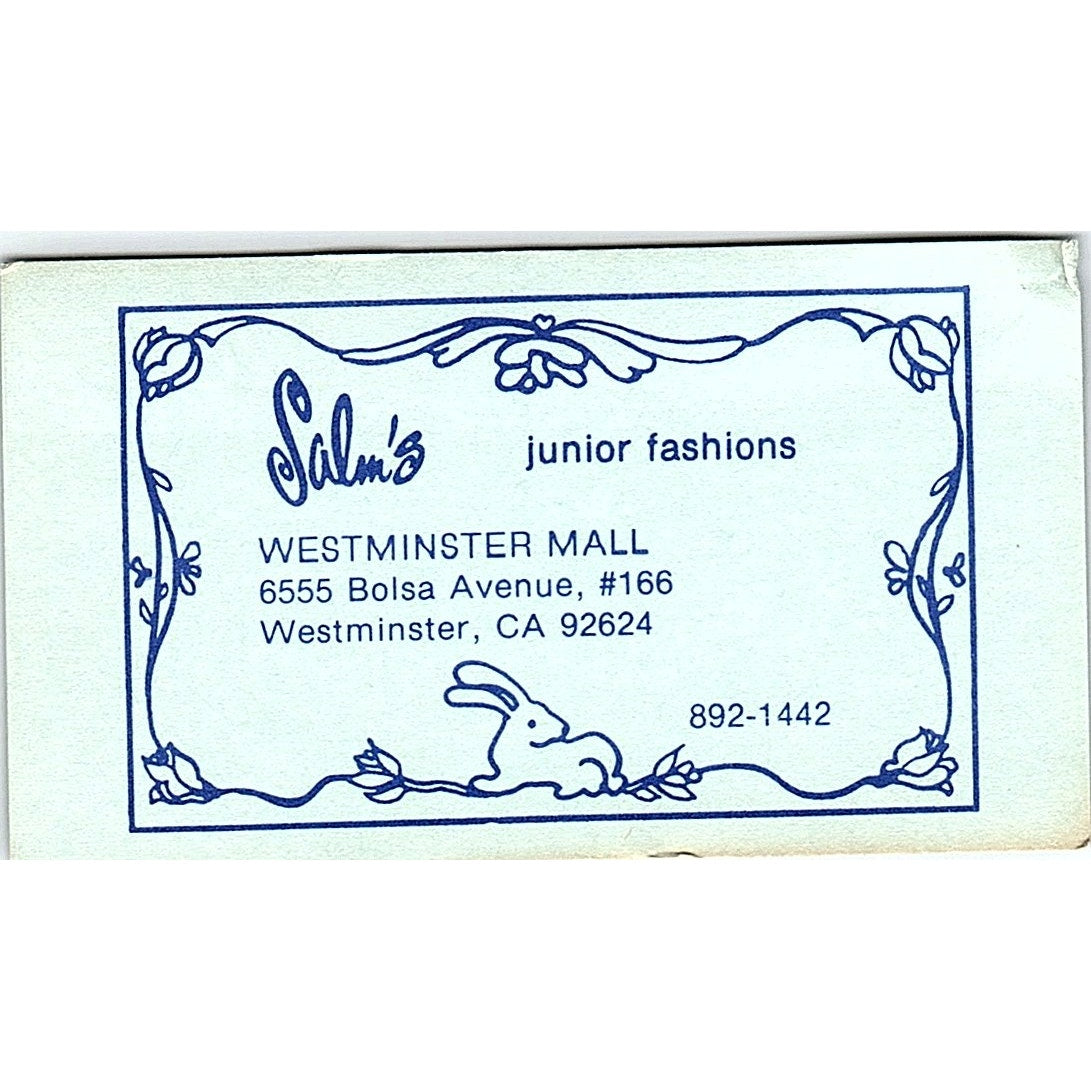 Salm's junior fashions
WESTMINSTER MALL
6555 Bolsa Avenue, #166
Westminster, CA 92624
892-1442